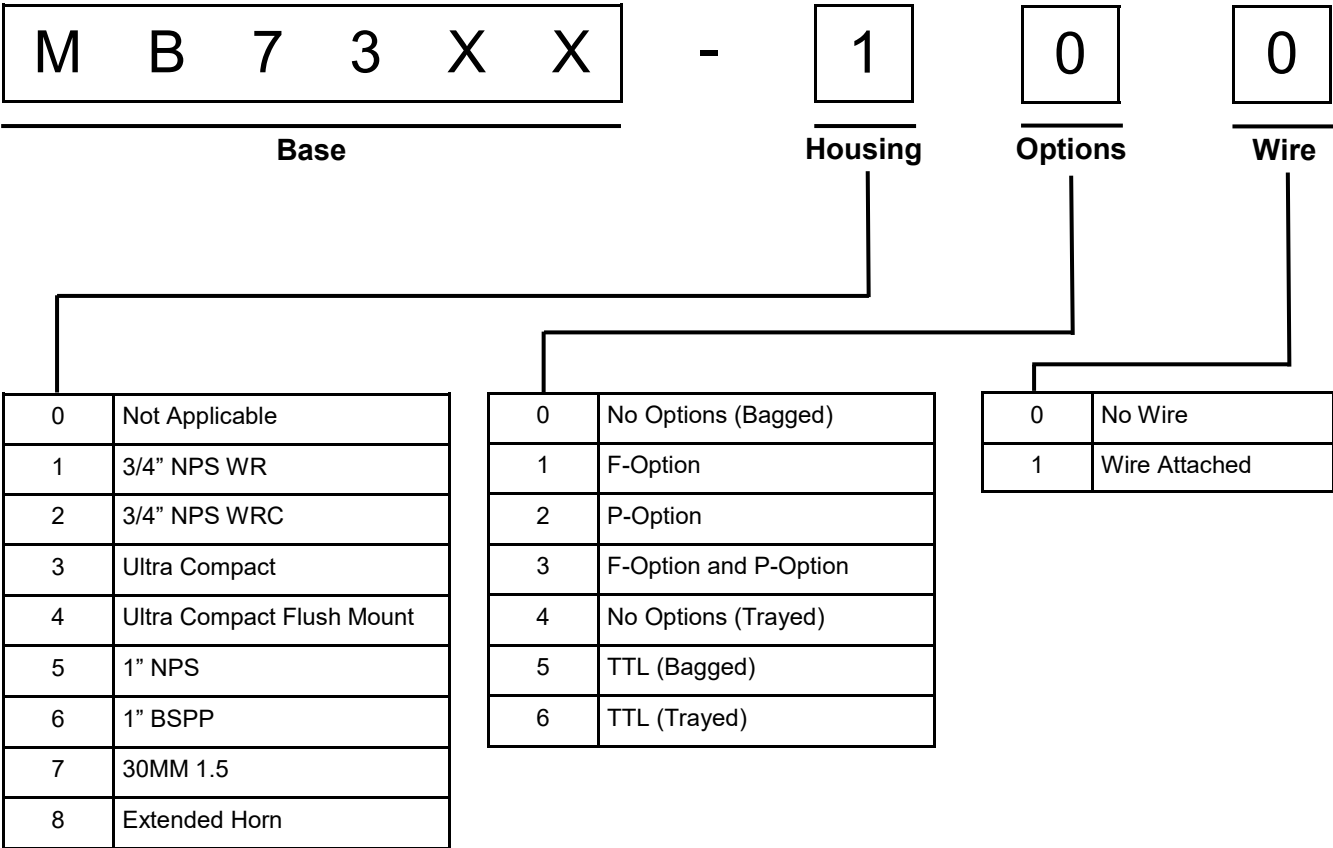 M B 7 3 X X - 1 0 0
Base Housing Options Wire
0 Not Applicable
1 3/4” NPS WR
2 3/4” NPS WRC
3 Ultra Compact
4 Ultra Compact Flush Mount
5 1” NPS
6 1” BSPP
7 30MM 1.5
8 Extended Horn
0 No Options (Bagged)
1 F-Option
2 P-Option
3 F-Option and P-Option
4 No Options (Trayed)
5 TTL (Bagged)
6 TTL (Trayed)
0 No Wire
1 Wire Attached